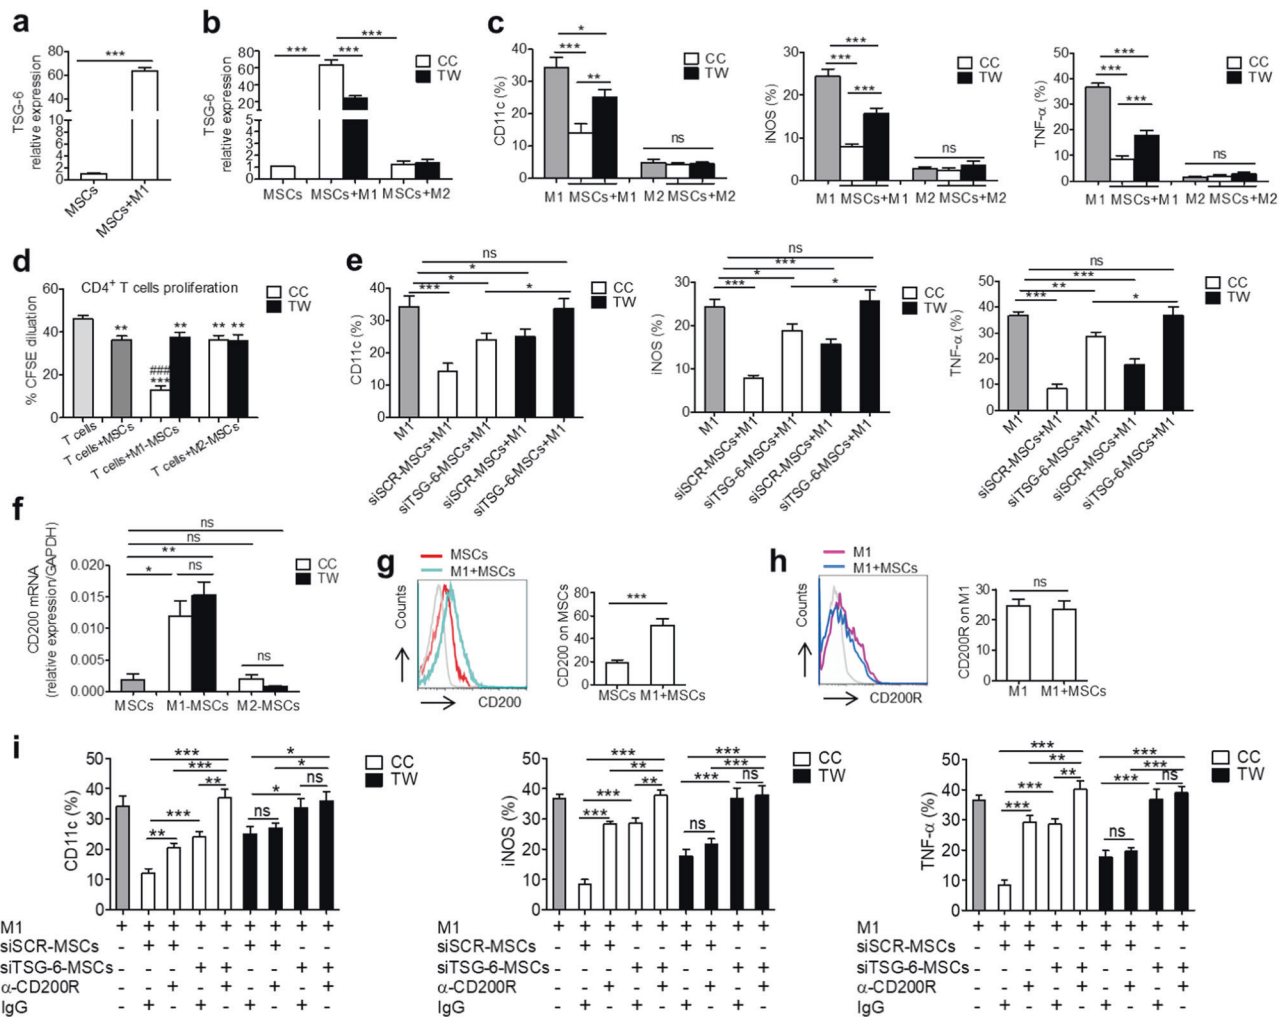 a
TSG-6
relative expression
80
60
40
10
8
6
4
2
0
***
MSCs
MSCs+M1
b
TSG-6
relative expression
80
60
40
20
5
4
3
2
1
0
***
***
***
CC
TW
MSCs MSCs+M1 MSCs+M2
c
CD11c (%)
40
30
20
10
0
*
***
**
ns
CC
TW
M1 MSCs+M1 M2 MSCs+M2
iNOS (%)
30
20
10
0
***
***
***
ns
CC
TW
M1 MSCs+M1 M2 MSCs+M2
TNF-α (%)
50
40
30
20
10
0
***
***
***
ns
CC
TW
M1 MSCs+M1 M2 MSCs+M2
d
CD4+ T cells proliferation
% CFSE diluation
60
40
20
0
**
###
***
**
** **
CC
TW
T cells
T cells+MSCs
T cells+M1-MSCs
T cells+M2-MSCs
e
CD11c (%)
40
30
20
10
0
ns
*
*
***
*
CC
TW
M1
siSCR-MSCs+M1
siTSG-6-MSCs+M1
siSCR-MSCs+M1
siTSG-6-MSCs+M1
iNOS (%)
30
20
10
0
ns
***
*
***
*
CC
TW
M1
siSCR-MSCs+M1
siTSG-6-MSCs+M1
siSCR-MSCs+M1
siTSG-6-MSCs+M1
TNF-α (%)
50
40
30
20
10
0
ns
***
**
***
*
CC
TW
M1
siSCR-MSCs+M1
siTSG-6-MSCs+M1
siSCR-MSCs+M1
siTSG-6-MSCs+M1
f
CD200 mRNA
(relative expression/GAPDH)
0.020
0.015
0.010
0.005
0.000
ns
ns
**
*
ns
ns
CC
TW
MSCs M1-MSCs M2-MSCs
g
MSCs
M1+MSCs
Counts
CD200
CD200 on MSCs
80
60
40
20
0
***
MSCs M1+MSCs
h
M1
M1+MSCs
Counts
CD200R
CD200R on M1
30
20
10
0
ns
M1 M1+MSCs
i
CD11c (%)
50
40
30
20
10
0
***
***
**
***
**
*
*
ns
*
ns
CC
TW
M1 + + + + + + + + +
siSCR-MSCs - + + - - + + - -
siTSG-6-MSCs - - - + + - - + +
α-CD200R - - + - + - + - +
IgG - + - + - + - + -
iNOS (%)
50
40
30
20
10
0
***
**
**
***
***
***
***
ns
***
ns
CC
TW
M1 + + + + + + + + +
siSCR-MSCs - + + - - + + - -
siTSG-6-MSCs - - - + + - - + +
α-CD200R - - + - + - + - +
IgG - + - + - + - + -
TNF-α (%)
50
40
30
20
10
0
***
**
**
***
***
***
***
ns
***
ns
CC
TW
M1 + + + + + + + + +
siSCR-MSCs - + + - - + + - -
siTSG-6-MSCs - - - + + - - + +
α-CD200R - - + - + - + - +
IgG - + - + - + - + -